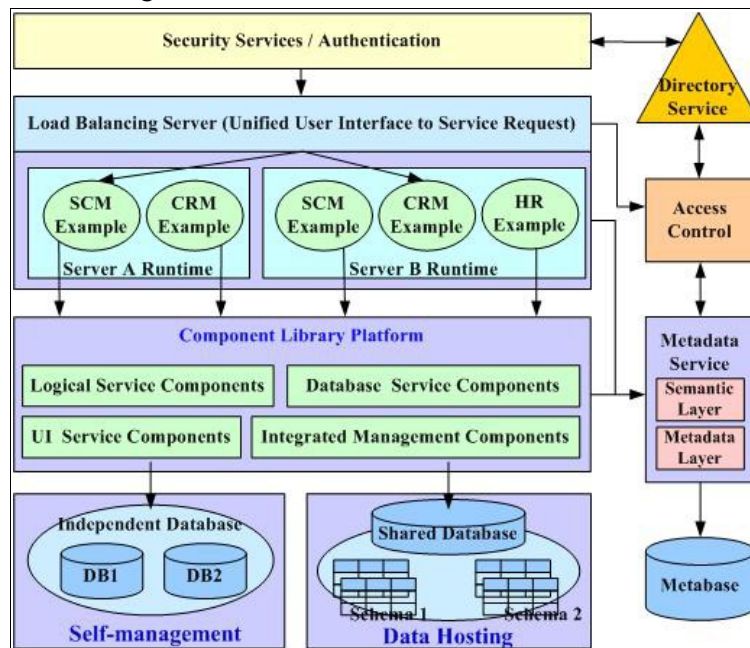 Security Services / Authentication
Directory
Service
Load Balancing Server (Unified User Interface to Service Request)
SCM
Example
CRM
Example
Server A Runtime
SCM
Example
CRM
Example
HR
Example
Server B Runtime
Access
Control
Component Library Platform
Logical Service Components
Database Service Components
UI Service Components
Integrated Management Components
Metadata
Service
Semantic
Layer
Metadata
Layer
Independent Database
DB1
DB2
Self-management
Shared Database
Schema 1
Schema 2
Data Hosting
Metabase